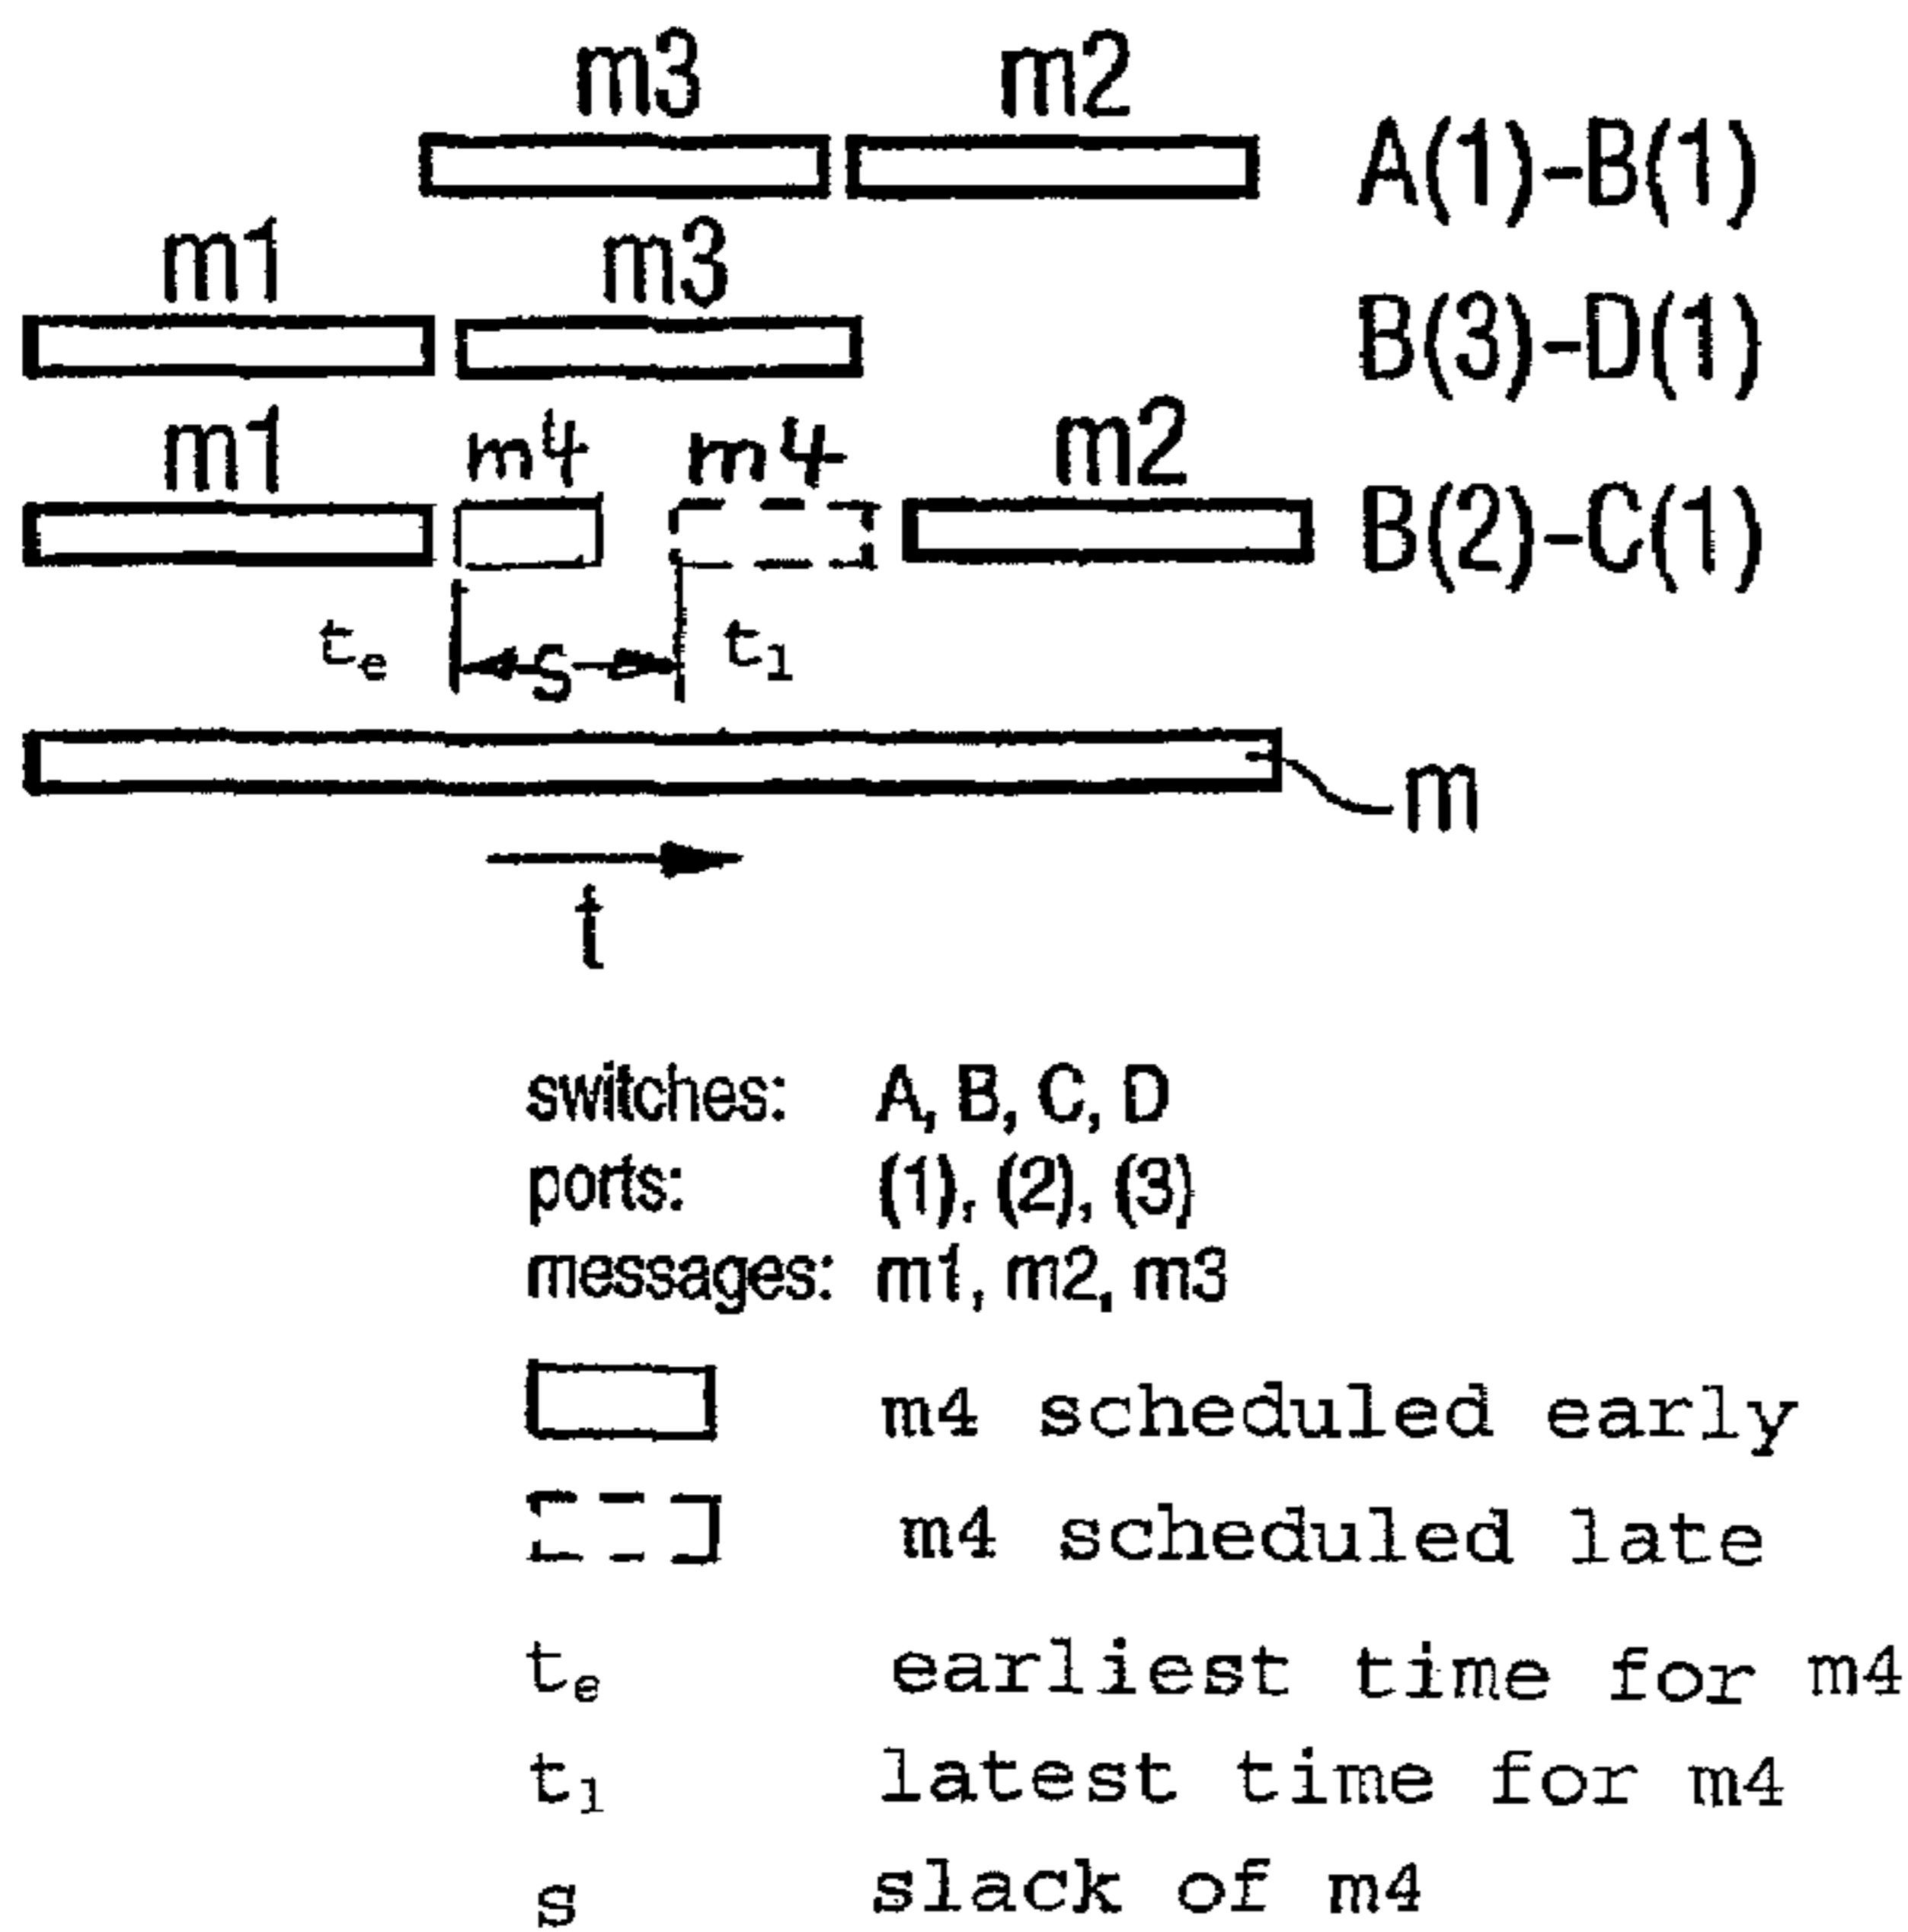 m3 m2
A(1)-B(1)
m1 m3
B(3)-D(1)
m1 m4 m4 m2
B(2)-C(1)
te s t1
m
t
switches: A, B, C, D
ports: (1), (2), (3)
messages: m1, m2, m3
m4 scheduled early
m4 scheduled late
te earliest time for m4
t1 latest time for m4
s slack of m4